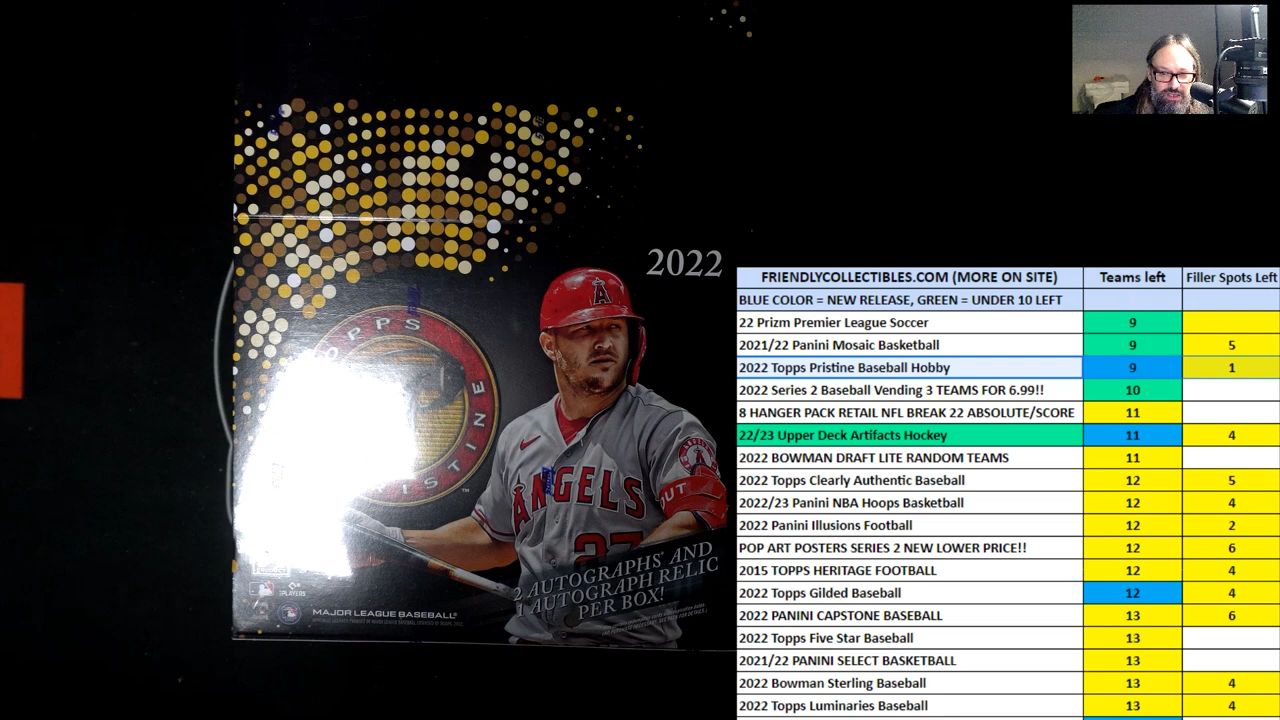 2022
TOPPS
PRISTINE
A
ANGELS
OUT
27
2 AUTOGRAPHS AND
1 AUTOGRAPH RELIC
PER BOX!
PLAYERS
MAJOR LEAGUE BASEBALL
FRIENDLYCOLLECTIBLES.COM (MORE ON SITE) Teams left Filler Spots Left
BLUE COLOR = NEW RELEASE, GREEN = UNDER 10 LEFT
22 Prizm Premier League Soccer 9
2021/22 Panini Mosaic Basketball 9 5
2022 Topps Pristine Baseball Hobby 9 1
2022 Series 2 Baseball Vending 3 TEAMS FOR 6.99!! 10
8 HANGER PACK RETAIL NFL BREAK 22 ABSOLUTE/SCORE 11
22/23 Upper Deck Artifacts Hockey 11 4
2022 BOWMAN DRAFT LITE RANDOM TEAMS 11
2022 Topps Clearly Authentic Baseball 12 5
2022/23 Panini NBA Hoops Basketball 12 4
2022 Panini Illusions Football 12 2
POP ART POSTERS SERIES 2 NEW LOWER PRICE!! 12 6
2015 TOPPS HERITAGE FOOTBALL 12 4
2022 Topps Gilded Baseball 12 4
2022 PANINI CAPSTONE BASEBALL 13 6
2022 Topps Five Star Baseball 13
2021/22 PANINI SELECT BASKETBALL 13
2022 Bowman Sterling Baseball 13 4
2022 Topps Luminaries Baseball 13 4